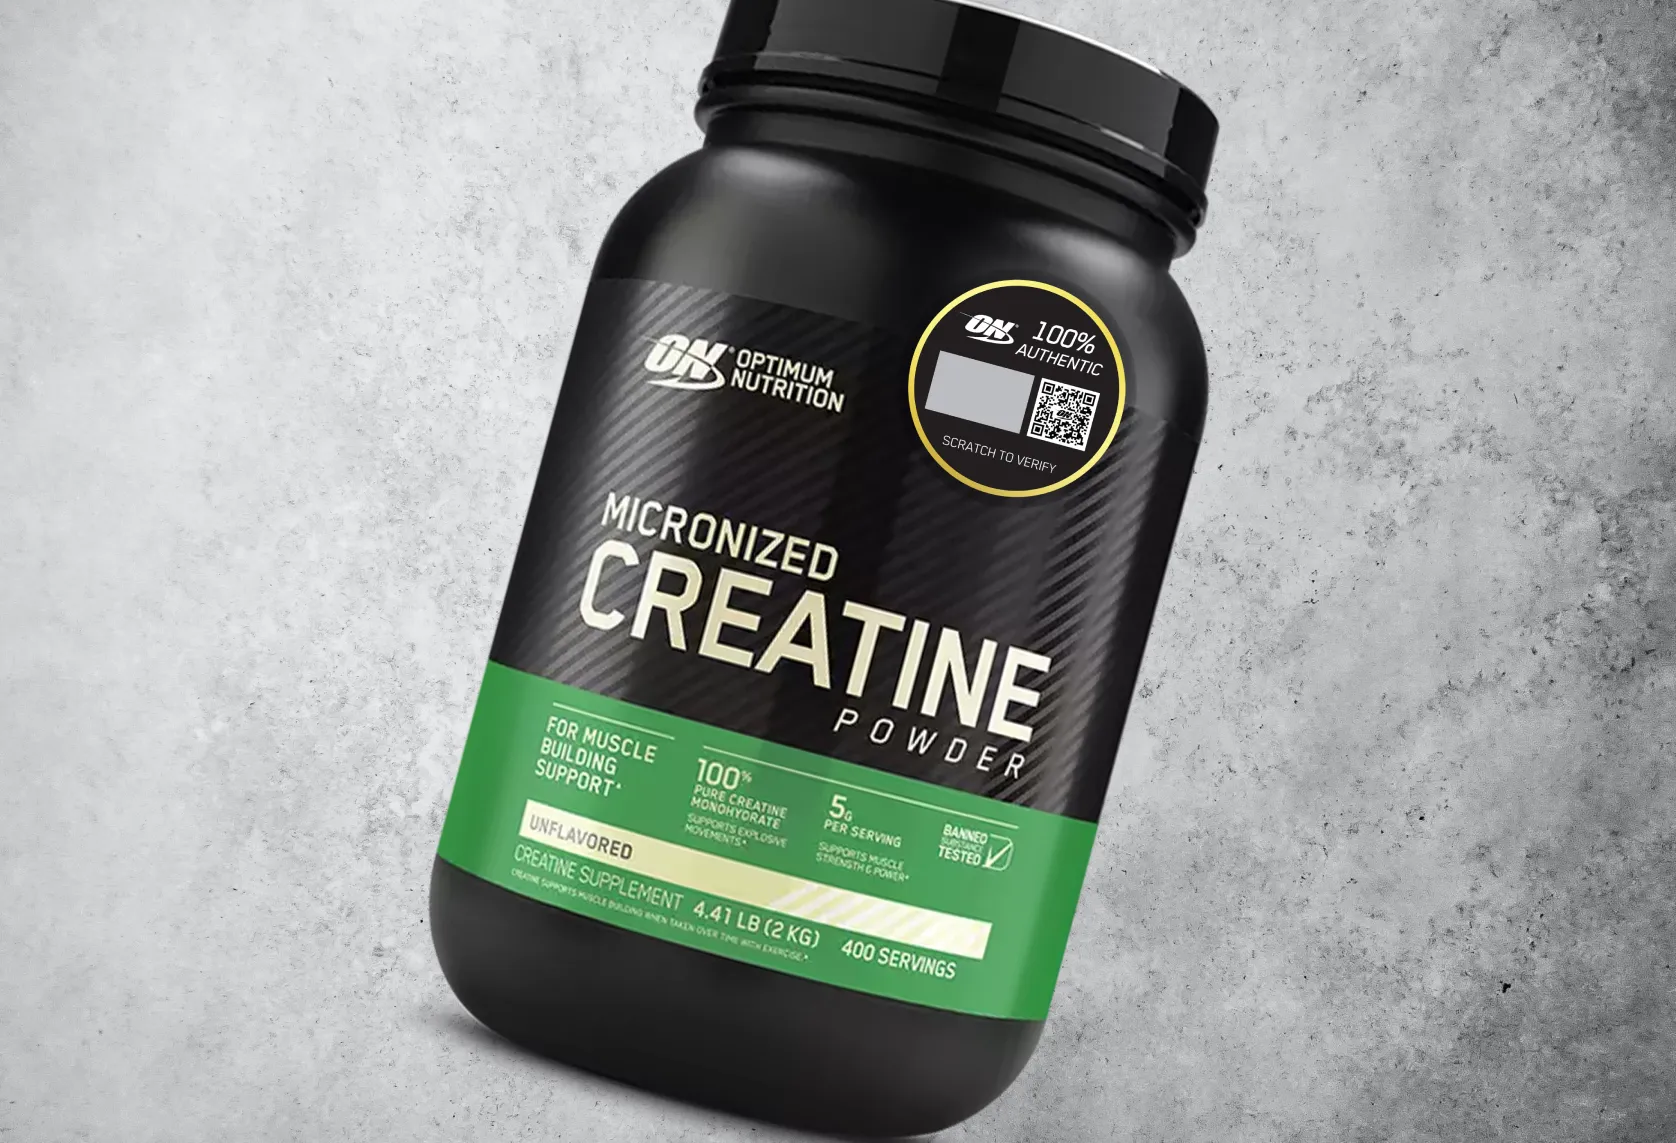 ON® OPTIMUM
NUTRITION
ON® 100%
AUTHENTIC
SCRATCH TO VERIFY
MICRONIZED
CREATINE
POWDER
FOR MUSCLE
BUILDING
SUPPORT*
100%
PURE CREATINE
MONOHYDRATE
SUPPORTS EXPLOSIVE
MOVEMENTS*
5G
PER SERVING
SUPPORTS MUSCLE
STRENGTH & POWER*
BANNED
SUBSTANCE
TESTED
UNFLAVORED
CREATINE SUPPLEMENT 4.41 LB (2 KG) 400 SERVINGS
CREATINE SUPPORTS MUSCLE BUILDING WHEN TAKEN OVER TIME WITH EXERCISE.*